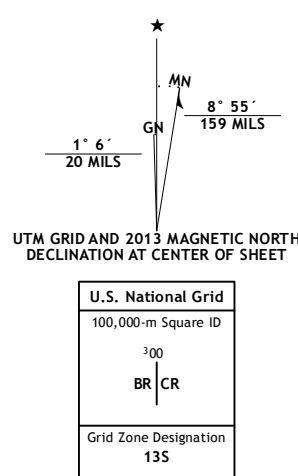 ★
MN
8° 55´
159 MILS
GN
1° 6´
20 MILS
UTM GRID AND 2013 MAGNETIC NORTH
DECLINATION AT CENTER OF SHEET
U.S. National Grid
100,000-m Square ID
³00
BR CR
Grid Zone Designation
13S